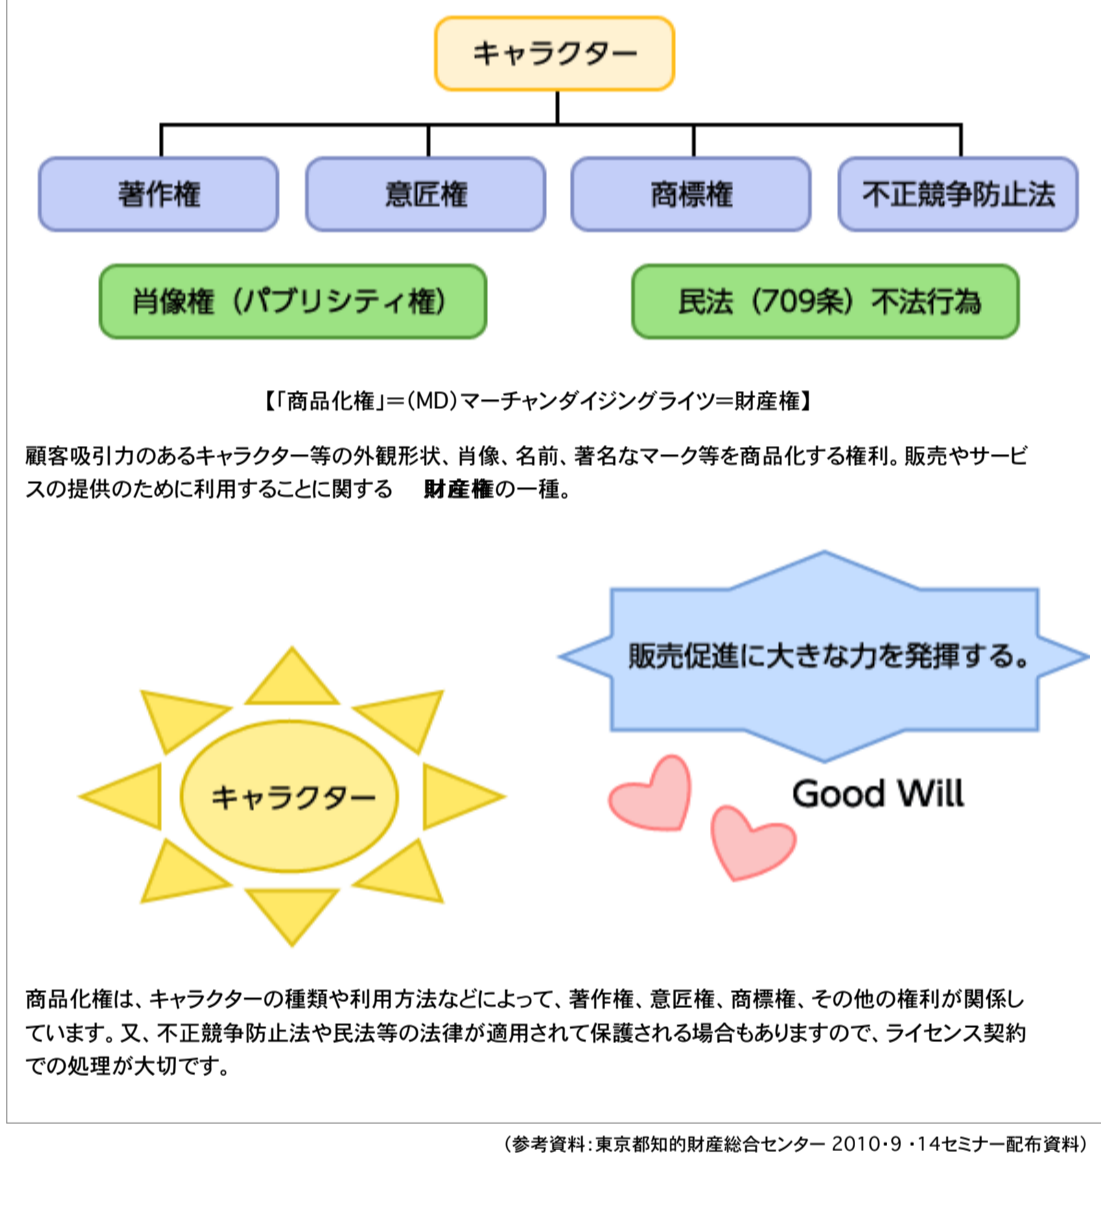 キャラクター
著作権 意匠権 商標権 不正競争防止法
肖像権（パブリシティ権） 民法（709条）不法行為
【「商品化権」＝（MD）マーチャンダイジングライツ＝財産権】
顧客吸引力のあるキャラクター等の外観形状、肖像、名前、著名なマーク等を商品化する権利。販売やサービ
スの提供のために利用することに関する　財産権の一種。
販売促進に大きな力を発揮する。
キャラクター
Good Will
商品化権は、キャラクターの種類や利用方法などによって、著作権、意匠権、商標権、その他の権利が関係し
ています。又、不正競争防止法や民法等の法律が適用されて保護される場合もありますので、ライセンス契約
での処理が大切です。
（参考資料：東京都知的財産総合センター 2010・9 ・14セミナー配布資料）